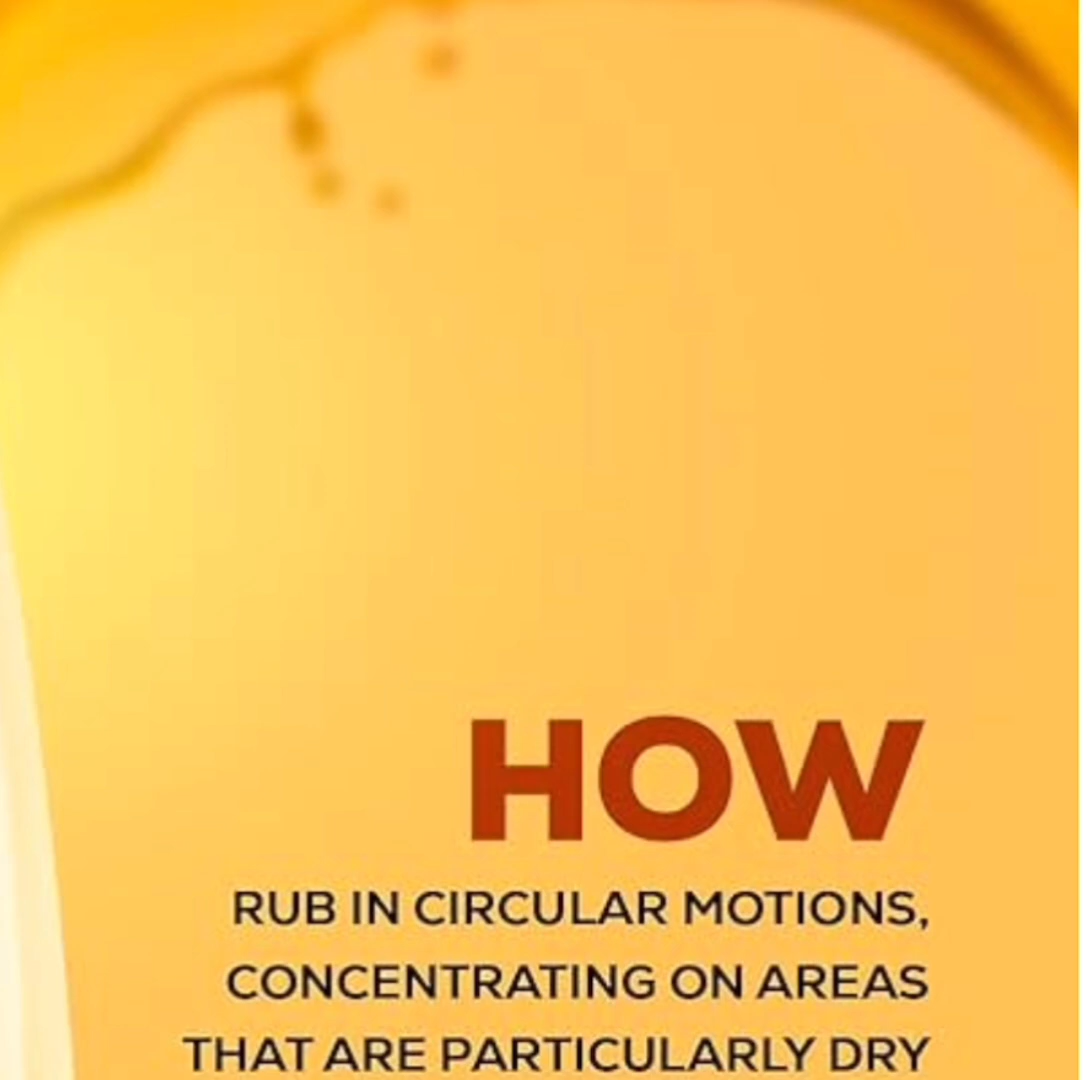 HOW
RUB IN CIRCULAR MOTIONS,
CONCENTRATING ON AREAS
THAT ARE PARTICULARLY DRY